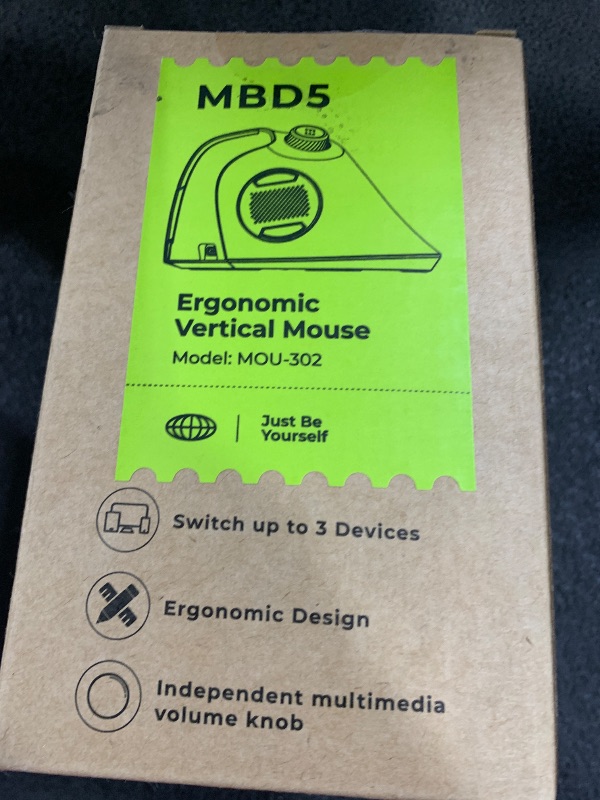 MBD5
Ergonomic
Vertical Mouse
Model: MOU-302
Just Be
Yourself
Switch up to 3 Devices
Ergonomic Design
Independent multimedia
volume knob